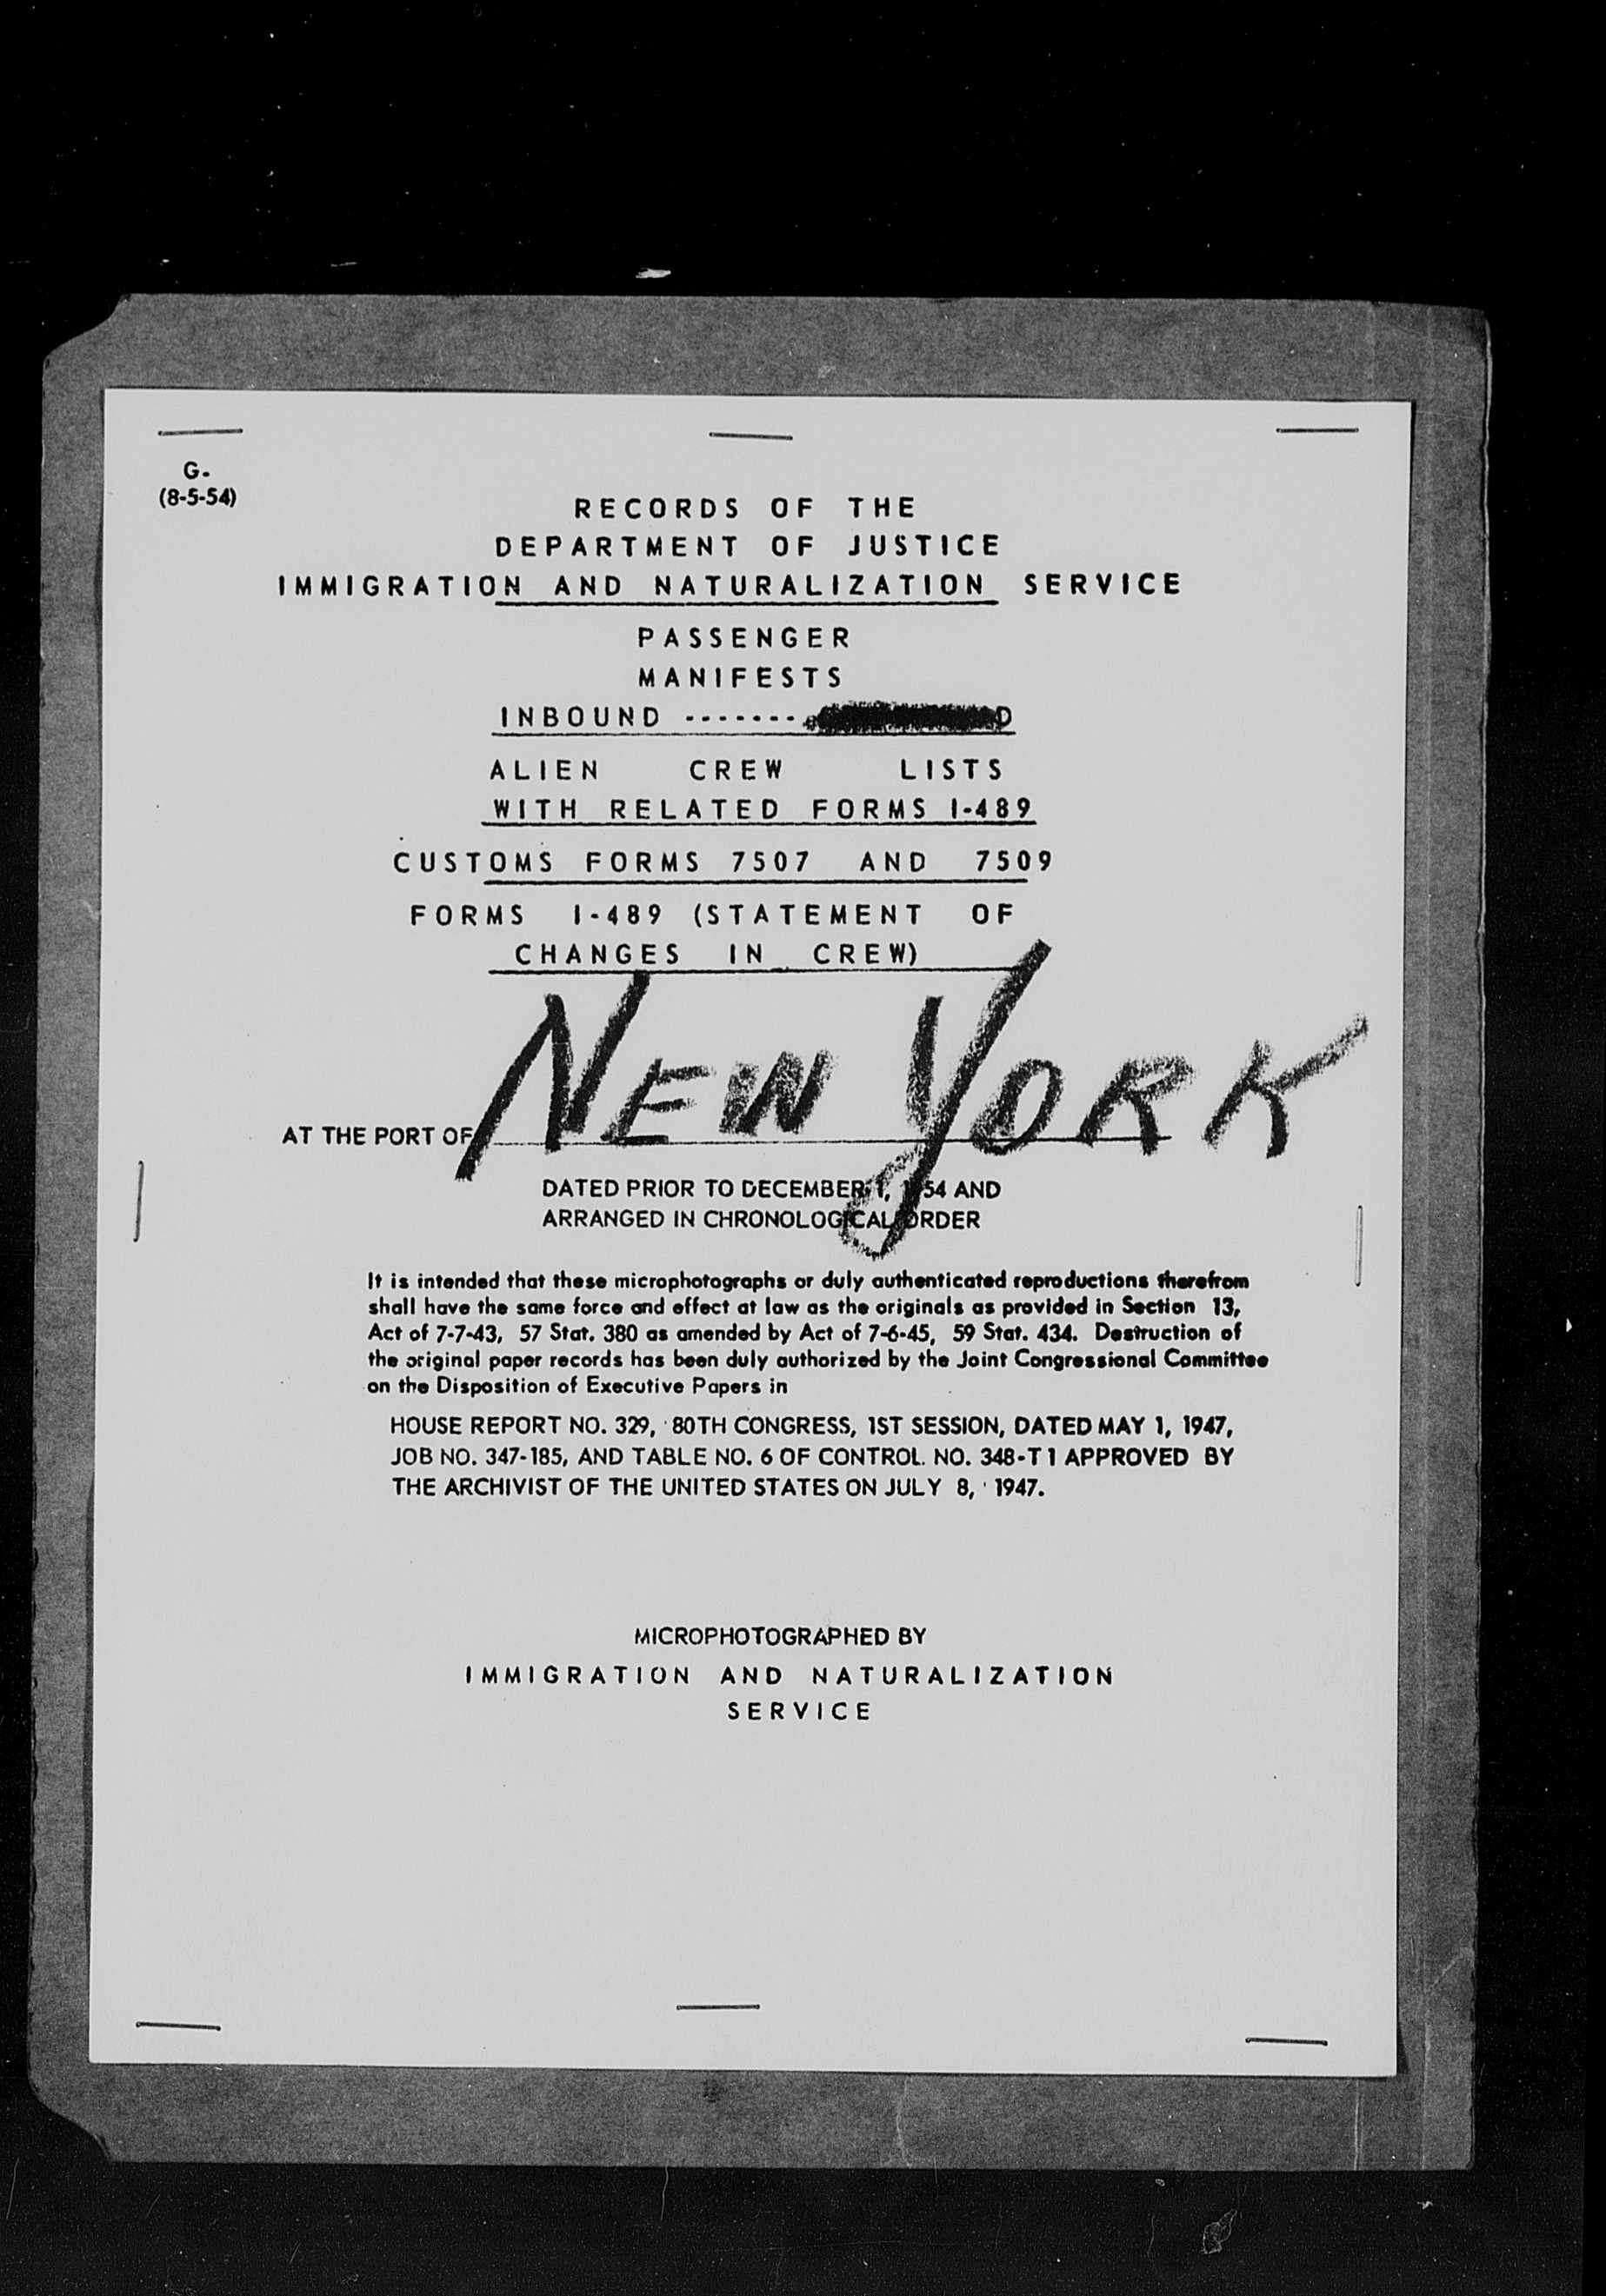 G-
(8-5-54)
RECORDS OF THE
DEPARTMENT OF JUSTICE
IMMIGRATION AND NATURALIZATION SERVICE
PASSENGER
MANIFESTS
INBOUND -------
ALIEN CREW LISTS
WITH RELATED FORMS I-489
CUSTOMS FORMS 7507 AND 7509
FORMS I-489 (STATEMENT OF
CHANGES IN CREW)
AT THE PORT OF NEW YORK
DATED PRIOR TO DECEMBER 1, 1954 AND
ARRANGED IN CHRONOLOGICAL ORDER
It is intended that these microphotographs or duly authenticated reproductions therefrom
shall have the same force and effect at law as the originals as provided in Section 13,
Act of 7-7-43, 57 Stat. 380 as amended by Act of 7-6-45, 59 Stat. 434. Destruction of
the original paper records has been duly authorized by the Joint Congressional Committee
on the Disposition of Executive Papers in
HOUSE REPORT NO. 329, 80TH CONGRESS, 1ST SESSION, DATED MAY 1, 1947,
JOB NO. 347-185, AND TABLE NO. 6 OF CONTROL NO. 348-T1 APPROVED BY
THE ARCHIVIST OF THE UNITED STATES ON JULY 8, 1947.
MICROPHOTOGRAPHED BY
IMMIGRATION AND NATURALIZATION
SERVICE